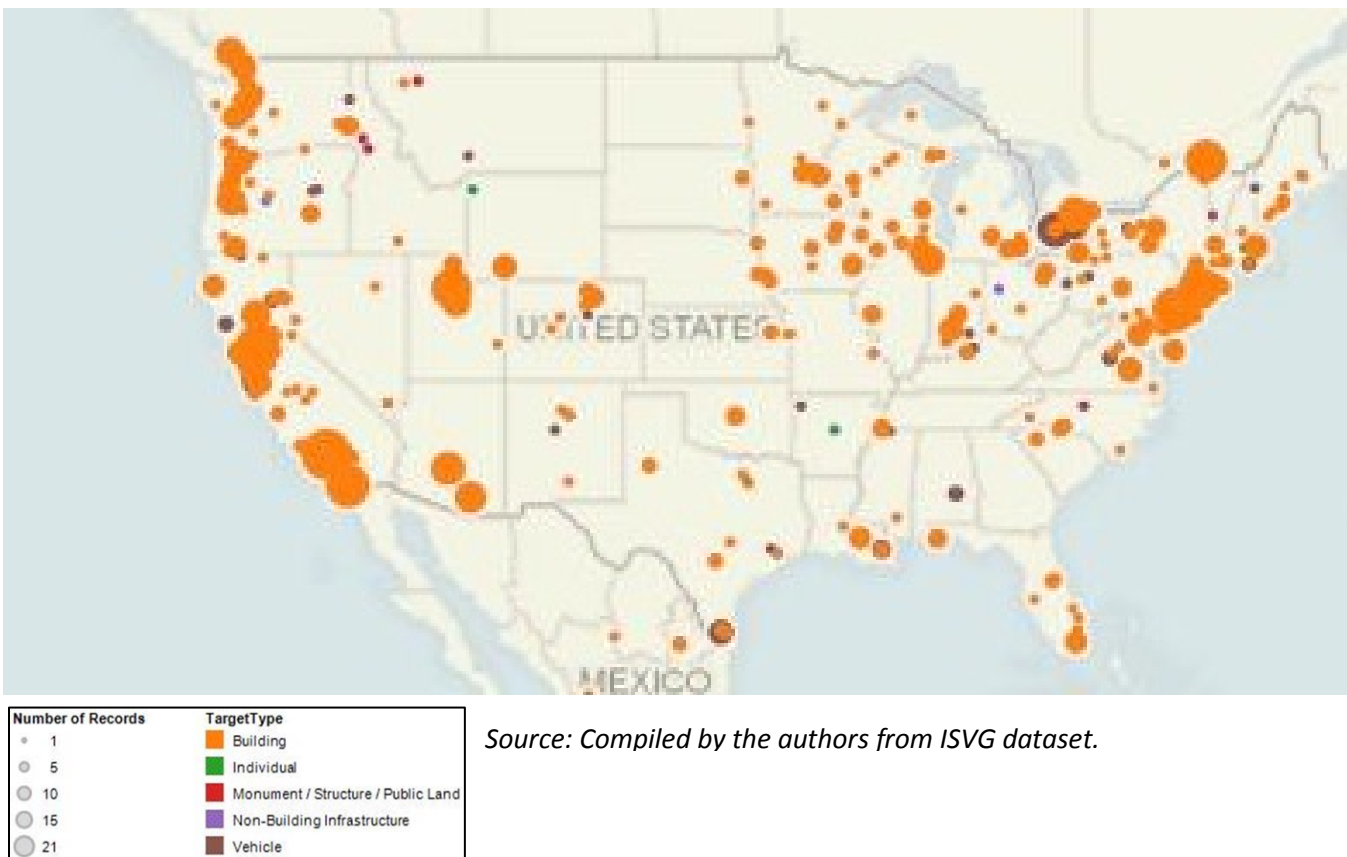 UNITED STATES
MEXICO
Number of Records
1
5
10
15
21
TargetType
Building
Individual
Monument / Structure / Public Land
Non-Building Infrastructure
Vehicle
Source: Compiled by the authors from ISVG dataset.